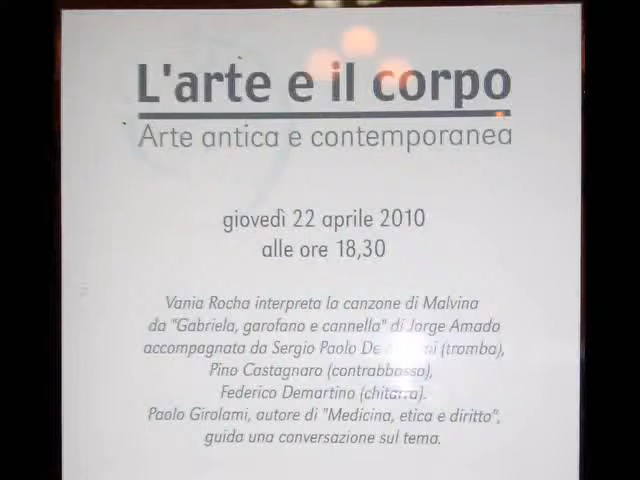 L'arte e il corpo
Arte antica e contemporanea
giovedì 22 aprile 2010
alle ore 18,30
Vania Rocha interpreta la canzone di Malvina
da "Gabriela, garofano e cannella" di Jorge Amado
accompagnata da Sergio Paolo (tromba),
Pino Castagnaro (contrabbasso),
Federico Demartino (chitarra).
Paolo Girolami, autore di "Medicina, etica e diritto",
guida una conversazione sul tema.